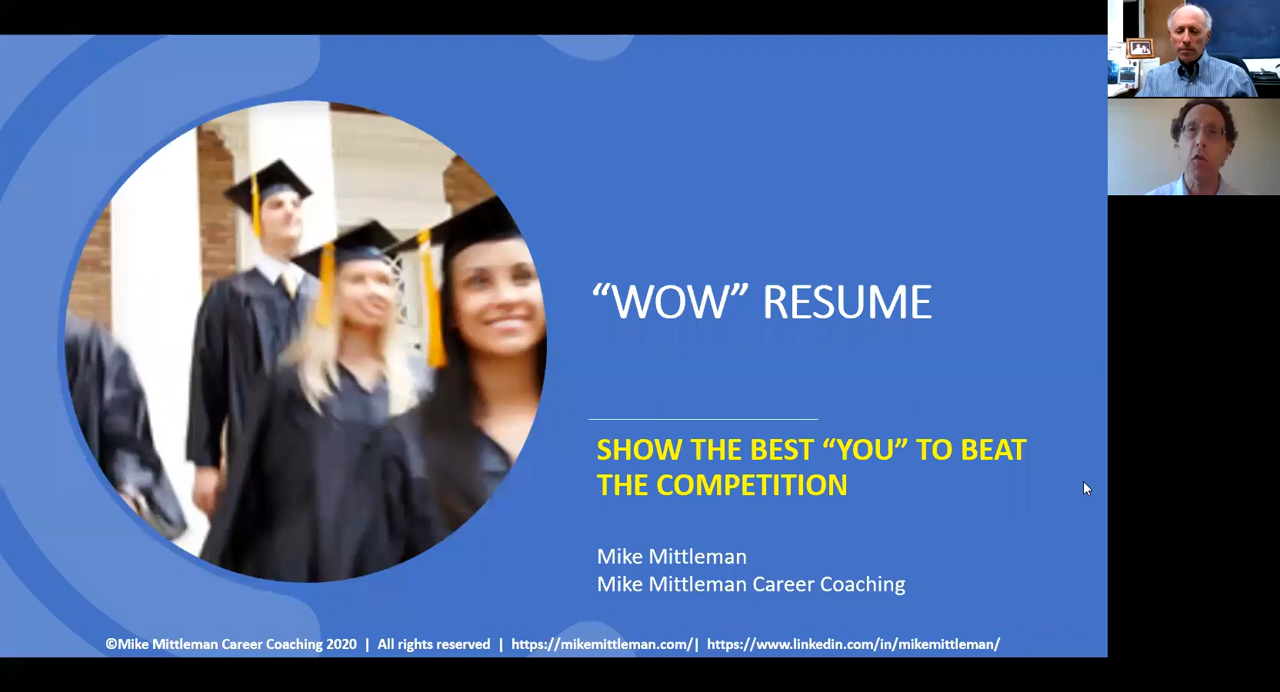 “WOW” RESUME
SHOW THE BEST “YOU” TO BEAT
THE COMPETITION
Mike Mittleman
Mike Mittleman Career Coaching
©Mike Mittleman Career Coaching 2020 | All rights reserved | https://mikemittleman.com/| https://www.linkedin.com/in/mikemittleman/